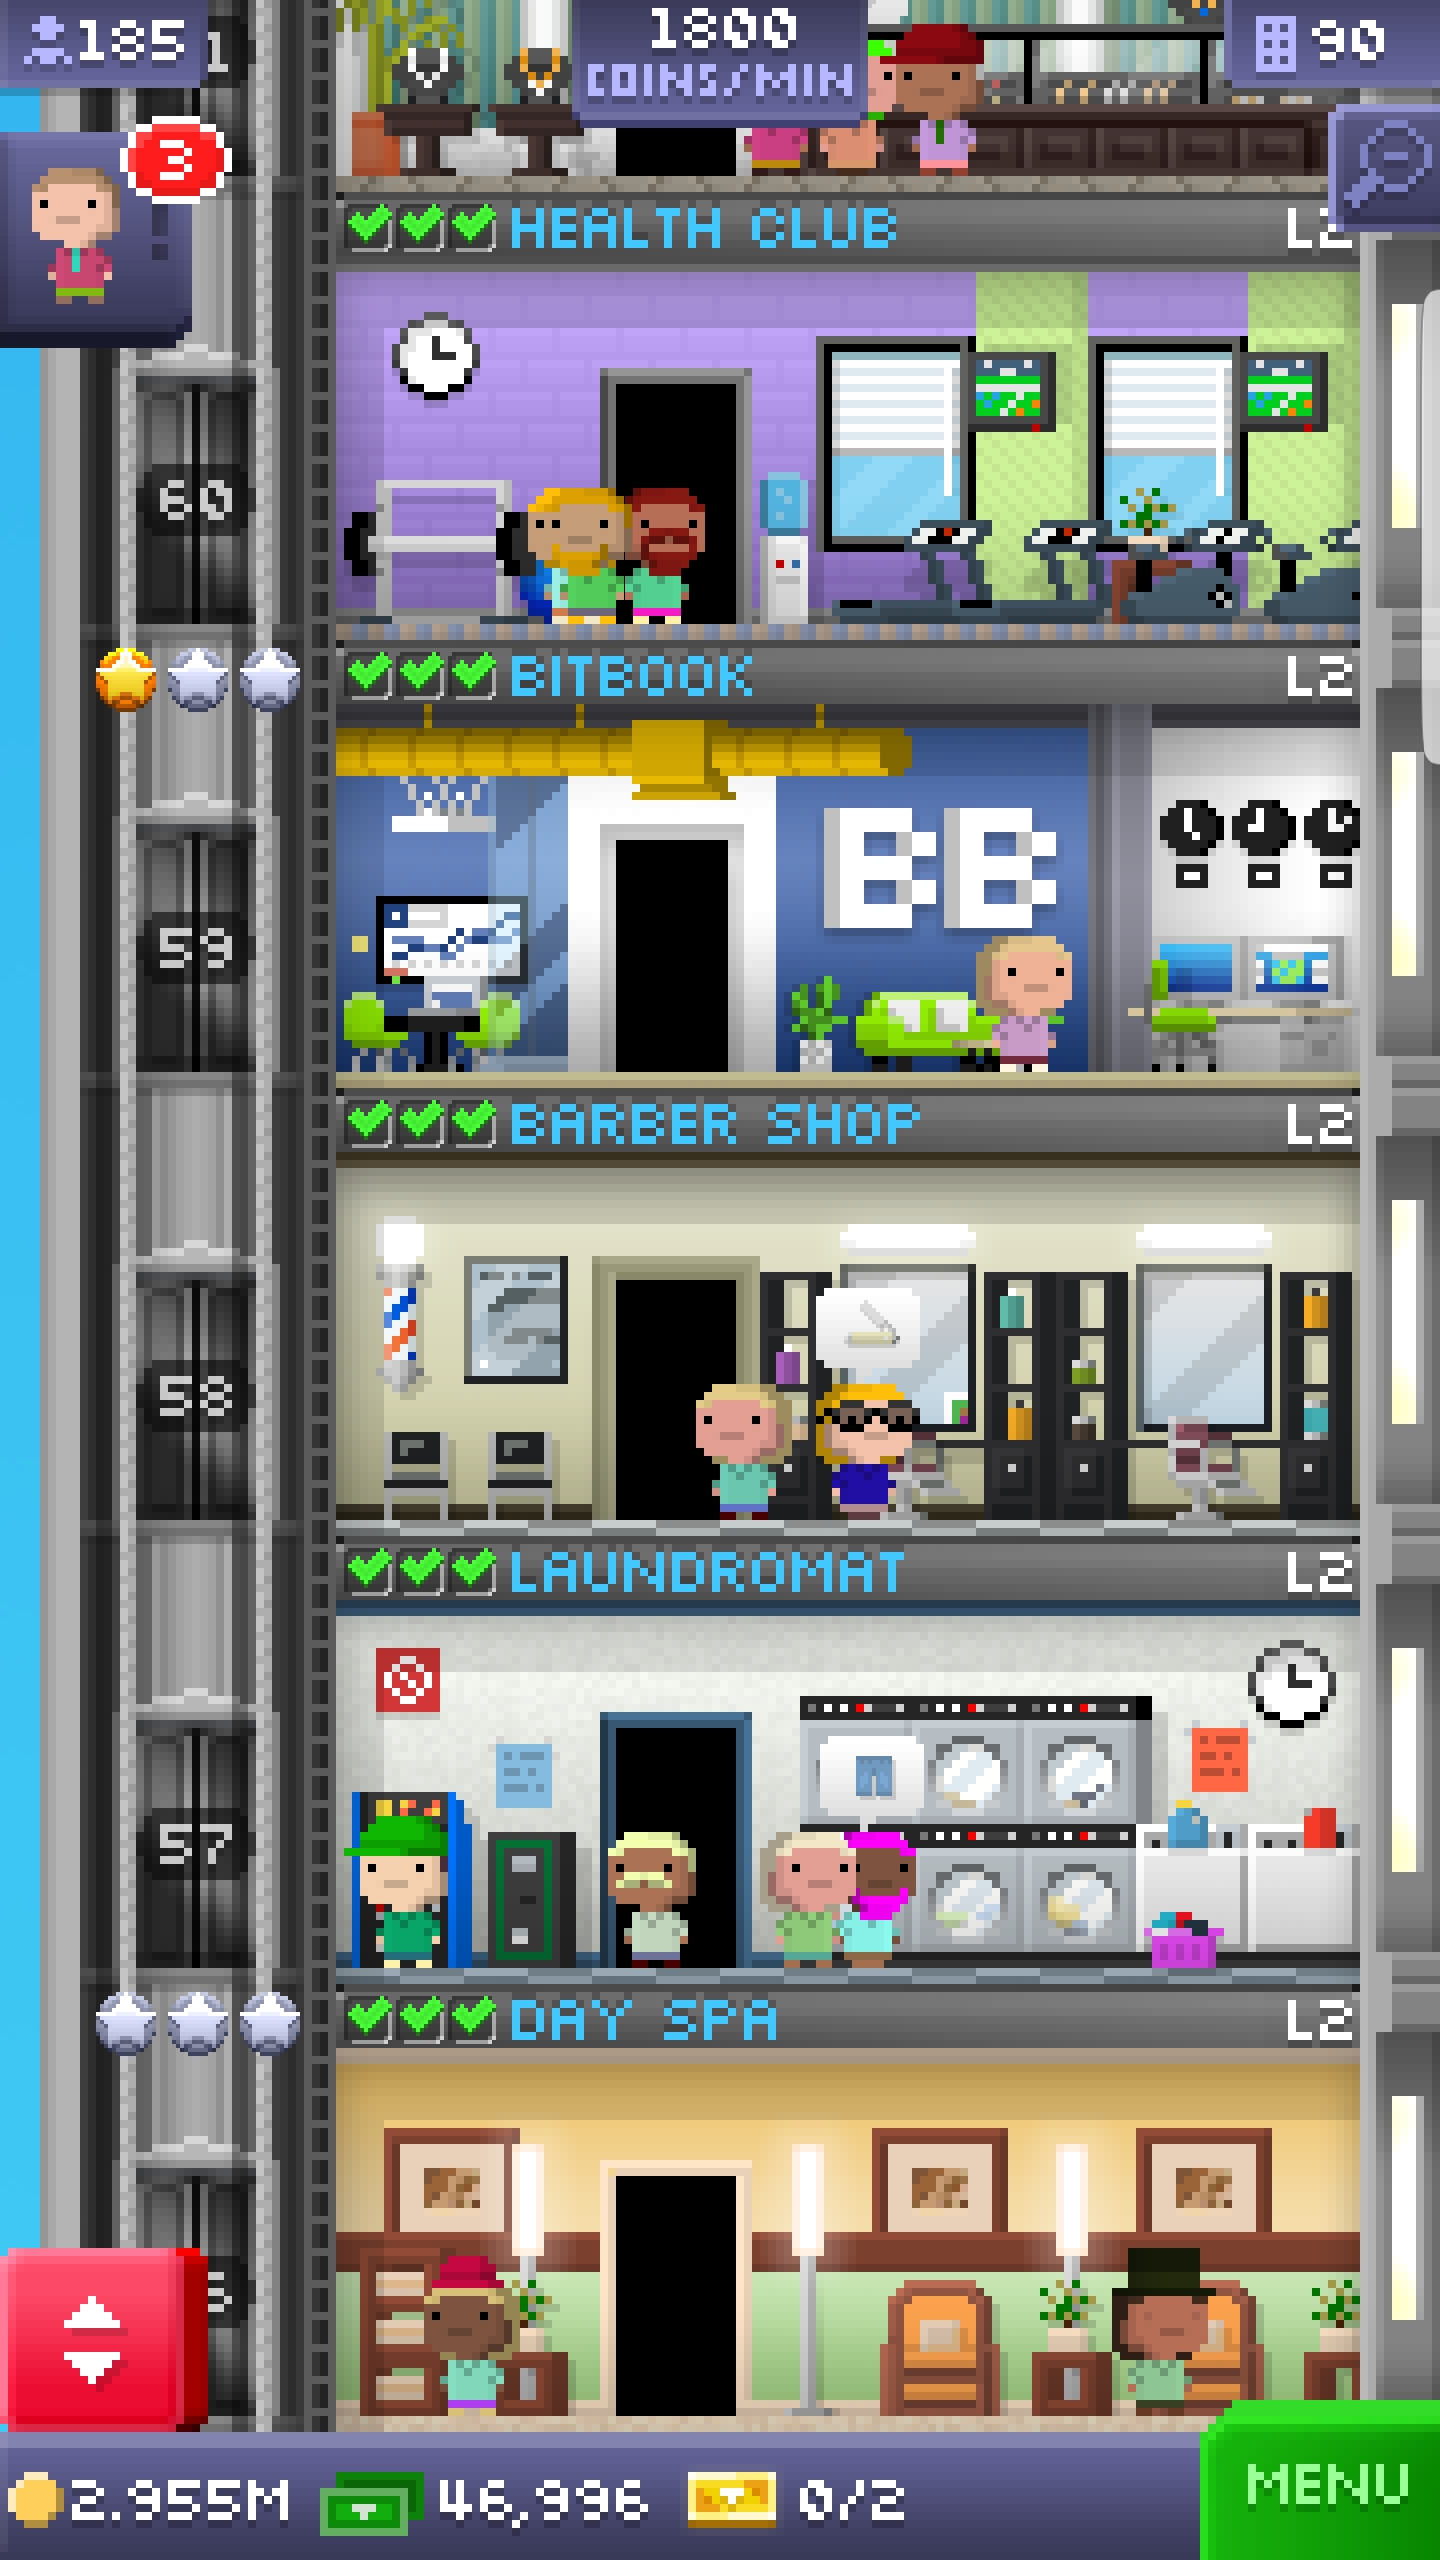 185
1800
COINS/MIN
90
3
HEALTH CLUB
60
BITBOOK L2
BB
59
BARBER SHOP L2
58
LAUNDROMAT L2
57
DAY SPA L2
2.955M 46,996 0/2 MENU